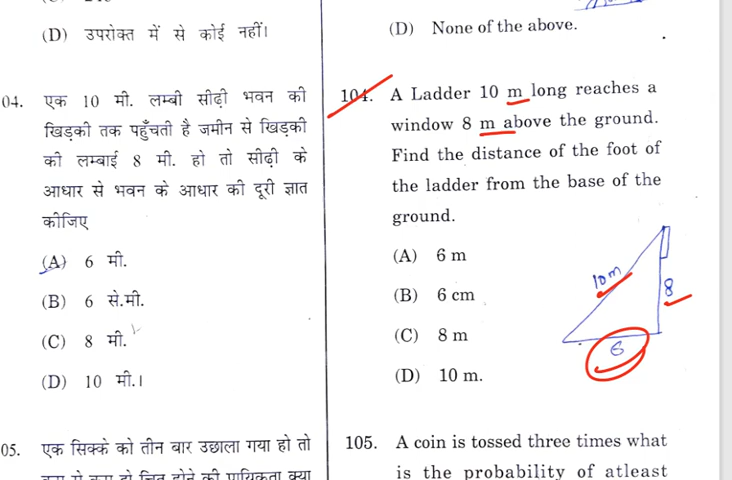 (D) उपरोक्त में से कोई नहीं।
04. एक 10 मी. लम्बी सीढ़ी भवन की
खिड़की तक पहुँचती है जमीन से खिड़की
की लम्बाई 8 मी. हो तो सीढ़ी के
आधार से भवन के आधार की दूरी ज्ञात
कीजिए
(A) 6 मी.
(B) 6 से.मी.
(C) 8 मी.
(D) 10 मी.।
05. एक सिक्के को तीन बार उछाला गया हो तो
(D) None of the above.
104. A Ladder 10 m long reaches a
window 8 m above the ground.
Find the distance of the foot of
the ladder from the base of the
ground.
(A) 6 m
(B) 6 cm
(C) 8 m
(D) 10 m.
10 m
8
6
105. A coin is tossed three times what
is the probability of atleast